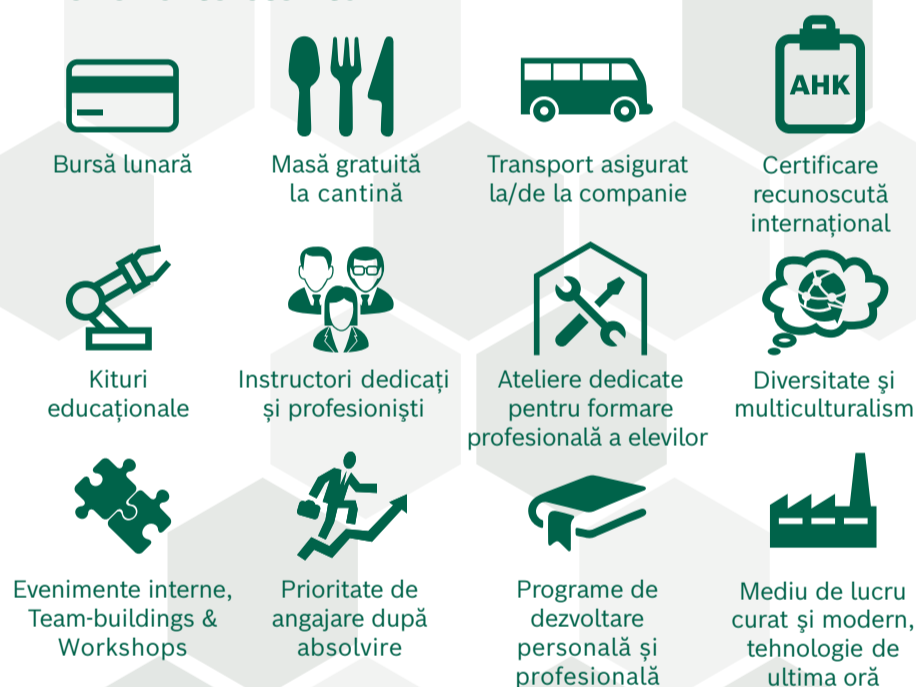 Bursă lunară
Masă gratuită
la cantină
Transport asigurat
la/de la companie
AHK
Certificare
recunoscută
internațional
Kituri
educaționale
Instructori dedicați
și profesioniști
Ateliere dedicate
pentru formare
profesională a elevilor
Diversitate și
multiculturalism
Evenimente interne,
Team-buildings &
Workshops
Prioritate de
angajare după
absolvire
Programe de
dezvoltare
personală și
profesională
Mediu de lucru
curat şi modern,
tehnologie de
ultima oră